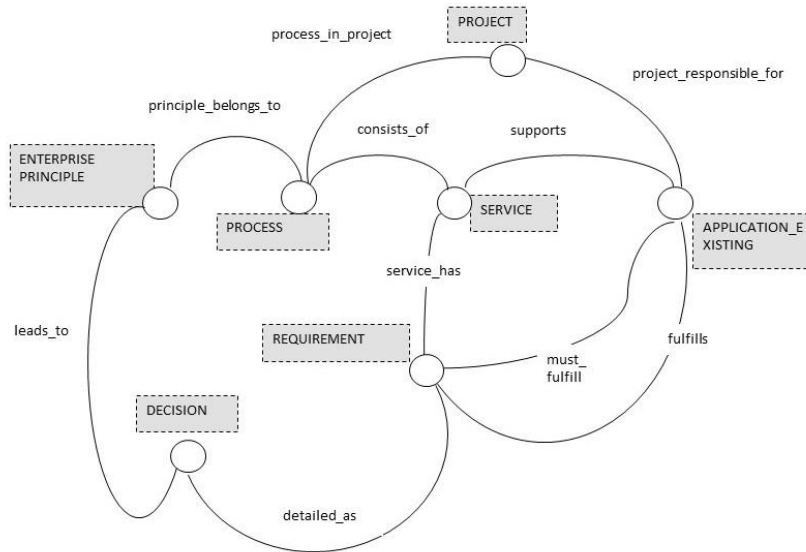 PROJECT
process_in_project
project_responsible_for
principle_belongs_to
consists_of
supports
ENTERPRISE
PRINCIPLE
PROCESS
SERVICE
APPLICATION_E
XISTING
service_has
leads_to
REQUIREMENT
must_
fulfill
fulfills
DECISION
detailed_as